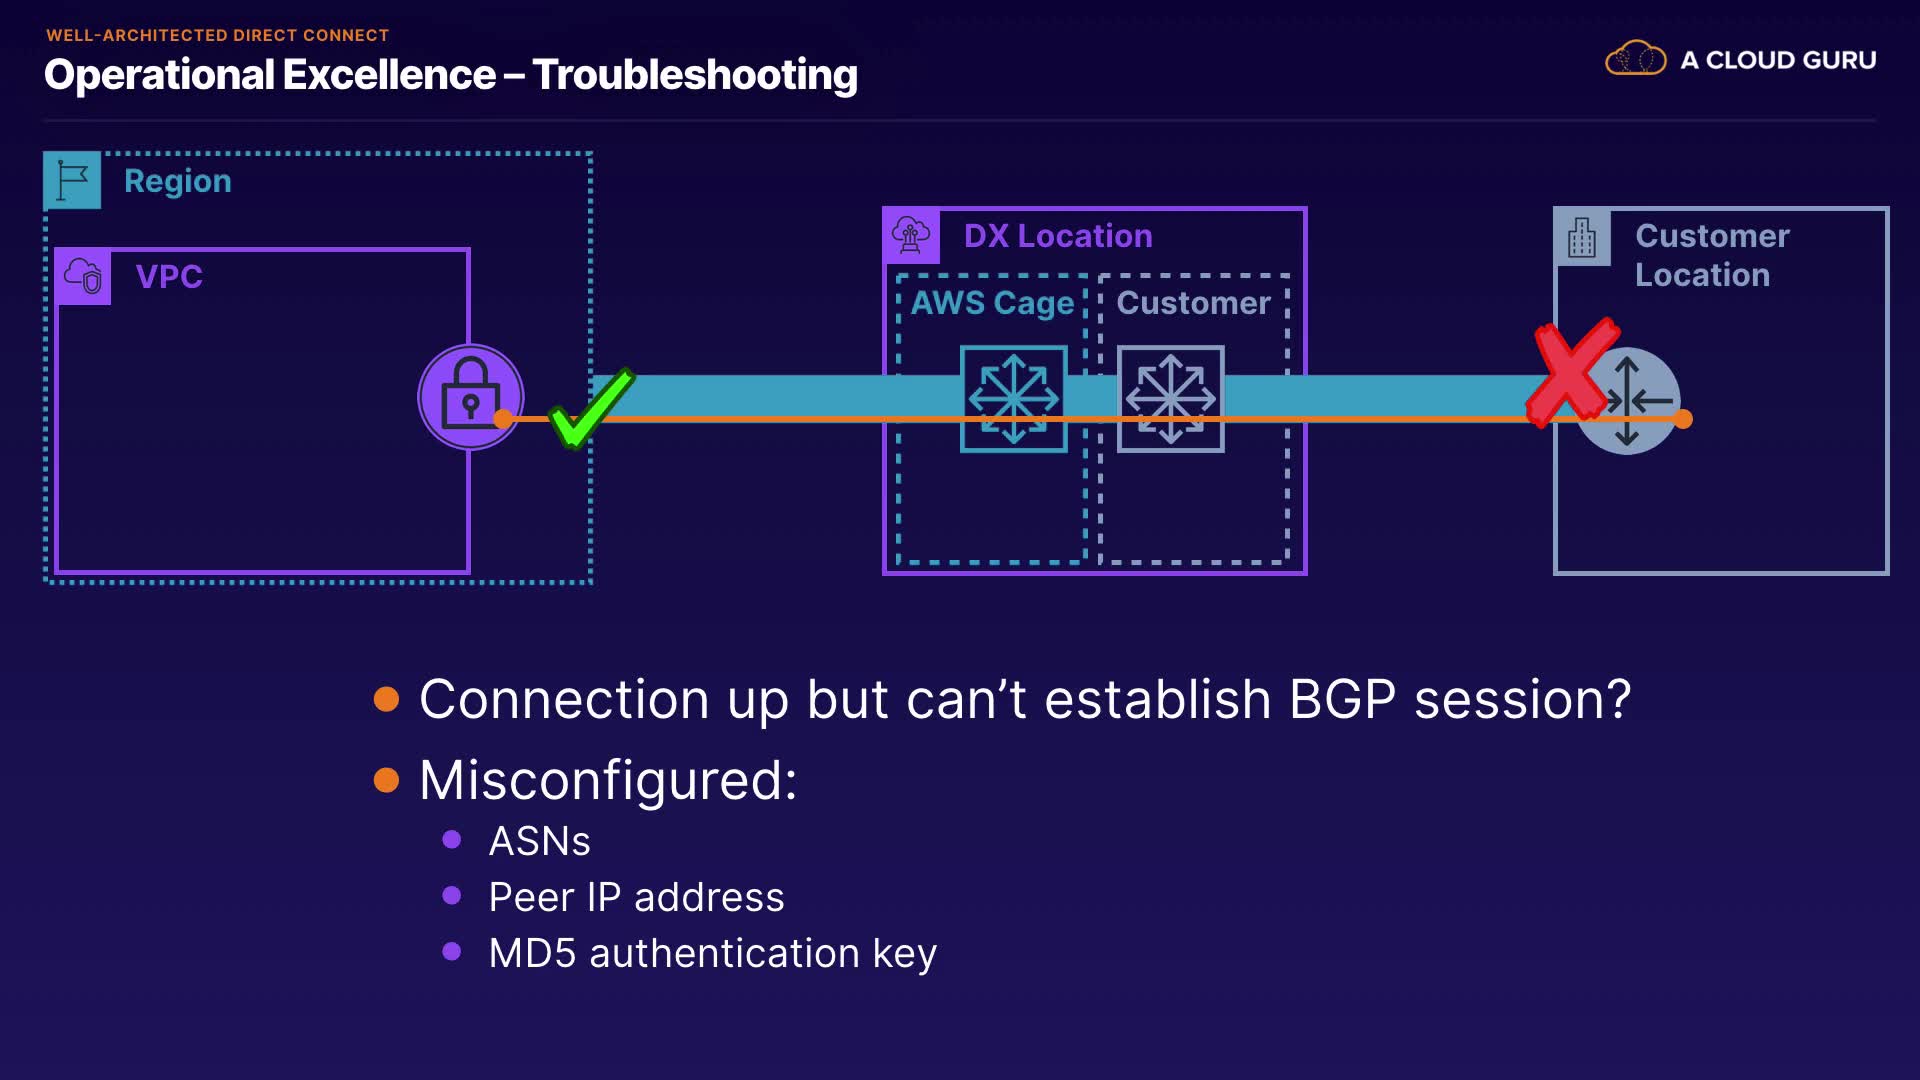 WELL-ARCHITECTED DIRECT CONNECT
Operational Excellence – Troubleshooting
A CLOUD GURU
Region
VPC
DX Location
AWS Cage
Customer
Customer
Location
Connection up but can’t establish BGP session?
Misconfigured:
ASNs
Peer IP address
MD5 authentication key